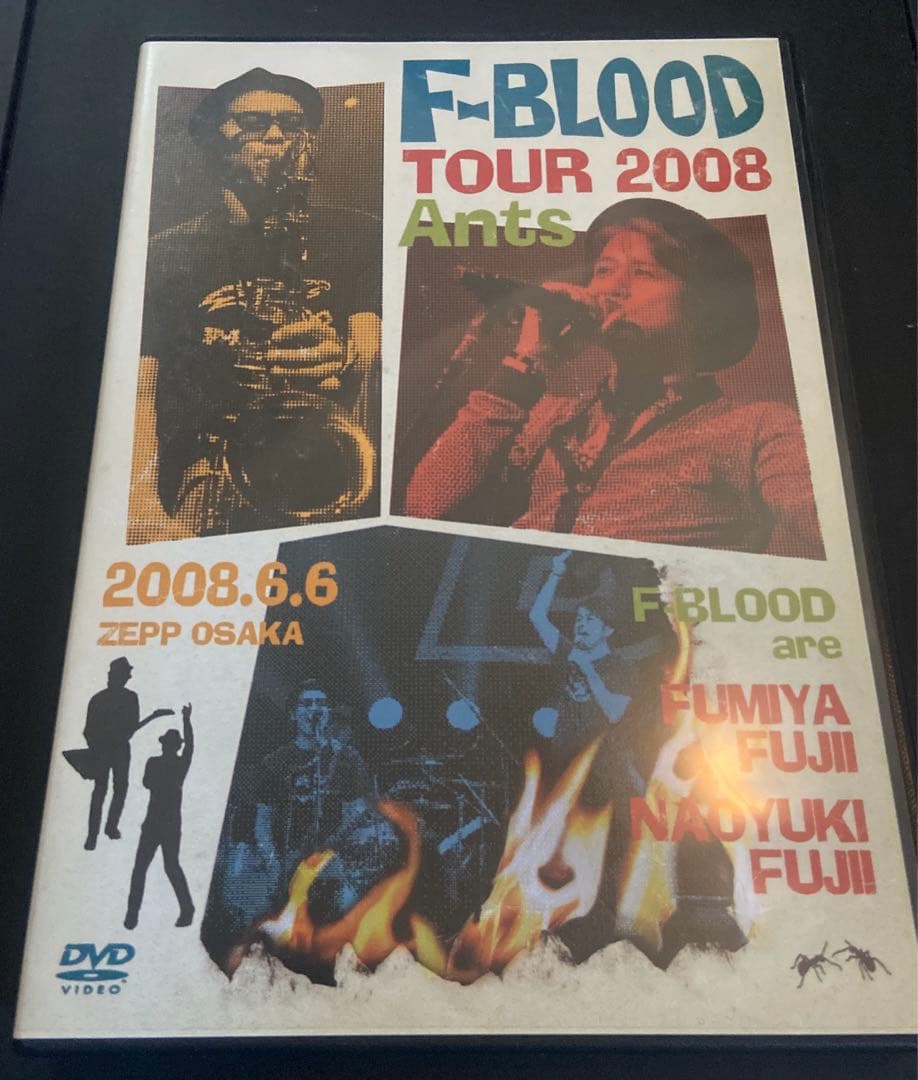 F-BLOOD
TOUR 2008
Ants
2008.6.6
ZEPP OSAKA
F-BLOOD
are
FUMIYA
FUJII
NAOYUKI
FUJII
DVD
VIDEO